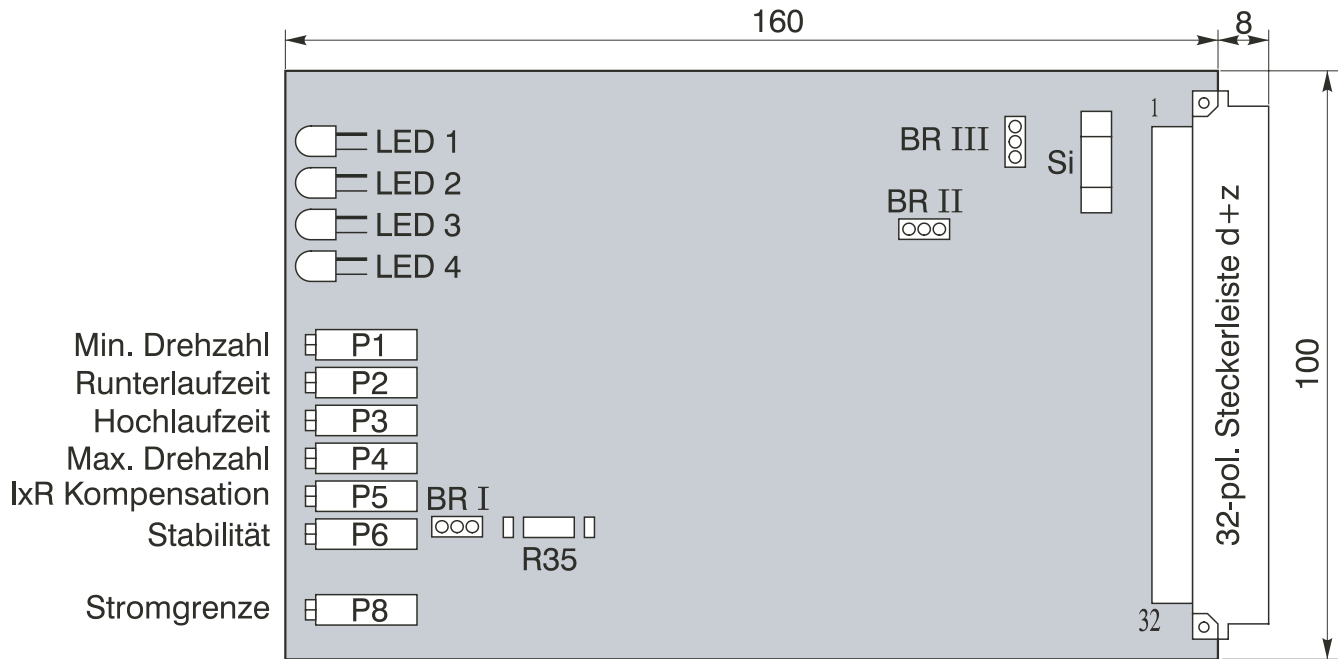 160
8
LED 1
LED 2
LED 3
LED 4
BR III
BR II
Si
1
32-pol. Steckerleiste d+z
100
Min. Drehzahl
P1
Runterlaufzeit
P2
Hochlaufzeit
P3
Max. Drehzahl
P4
IxR Kompensation
P5
BR I
Stabilität
P6
R35
Stromgrenze
P8
32